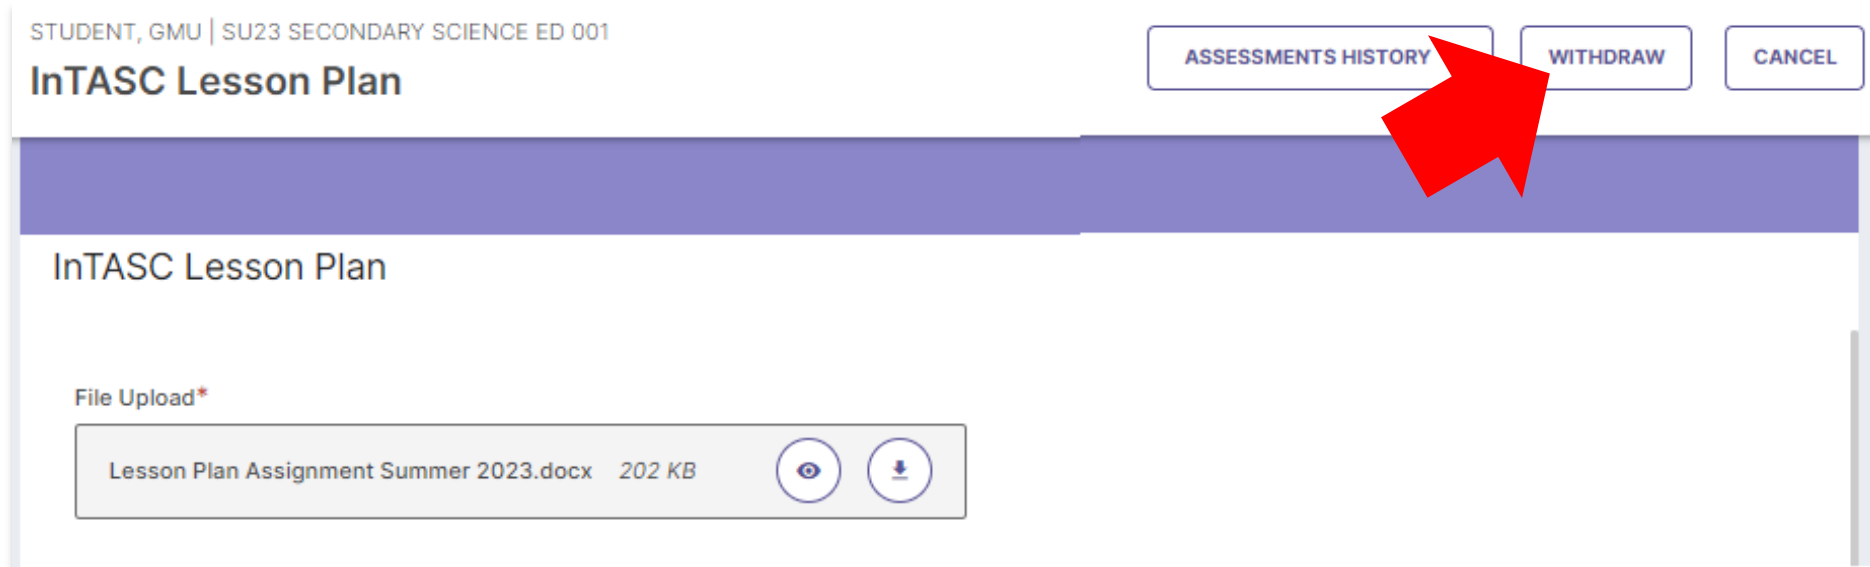 STUDENT, GMU | SU23 SECONDARY SCIENCE ED 001
InTASC Lesson Plan
ASSESSMENTS HISTORY
WITHDRAW
CANCEL
InTASC Lesson Plan
File Upload*
Lesson Plan Assignment Summer 2023.docx 202 KB